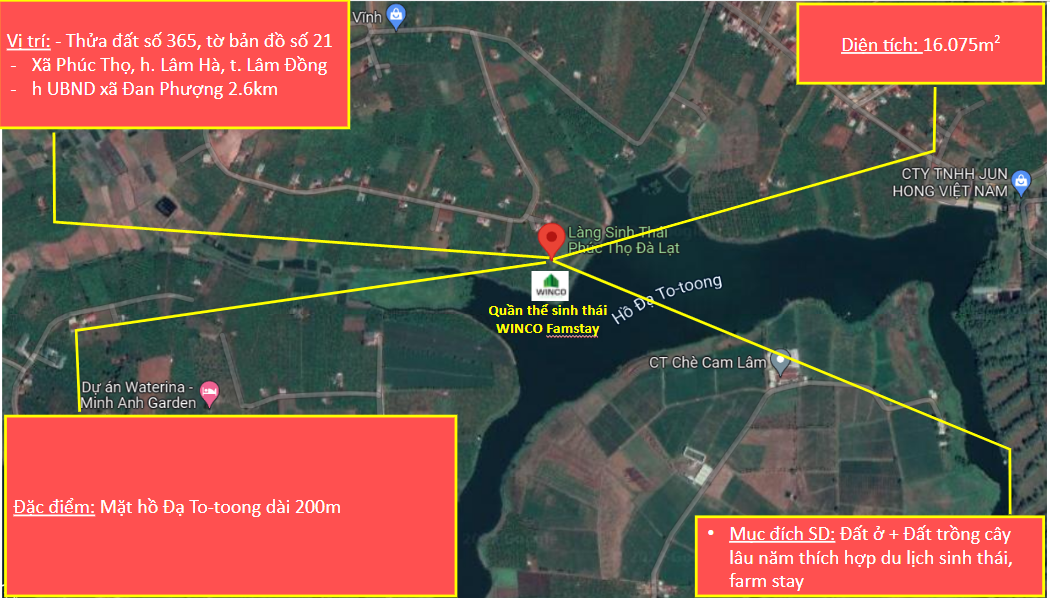 Vị trí: - Thửa đất số 365, tờ bản đồ số 21
- Xã Phúc Thọ, h. Lâm Hà, t. Lâm Đồng
- h UBND xã Đan Phượng 2.6km
Vĩnh
Diên tích: 16.075m²
CTY TNHH JUN
HONG VIỆT NAM
Làng Sinh Thái
Phúc Thọ Đà Lạt
WINCO
Quần thể sinh thái
WINCO Famstay
Hồ Đạ To-toong
CT Chè Cam Lâm
Dự án Waterina -
Minh Anh Garden
Đặc điểm: Mặt hồ Đạ To-toong dài 200m
• Muc đích SD: Đất ở + Đất trồng cây
lâu năm thích hợp du lịch sinh thái,
farm stay